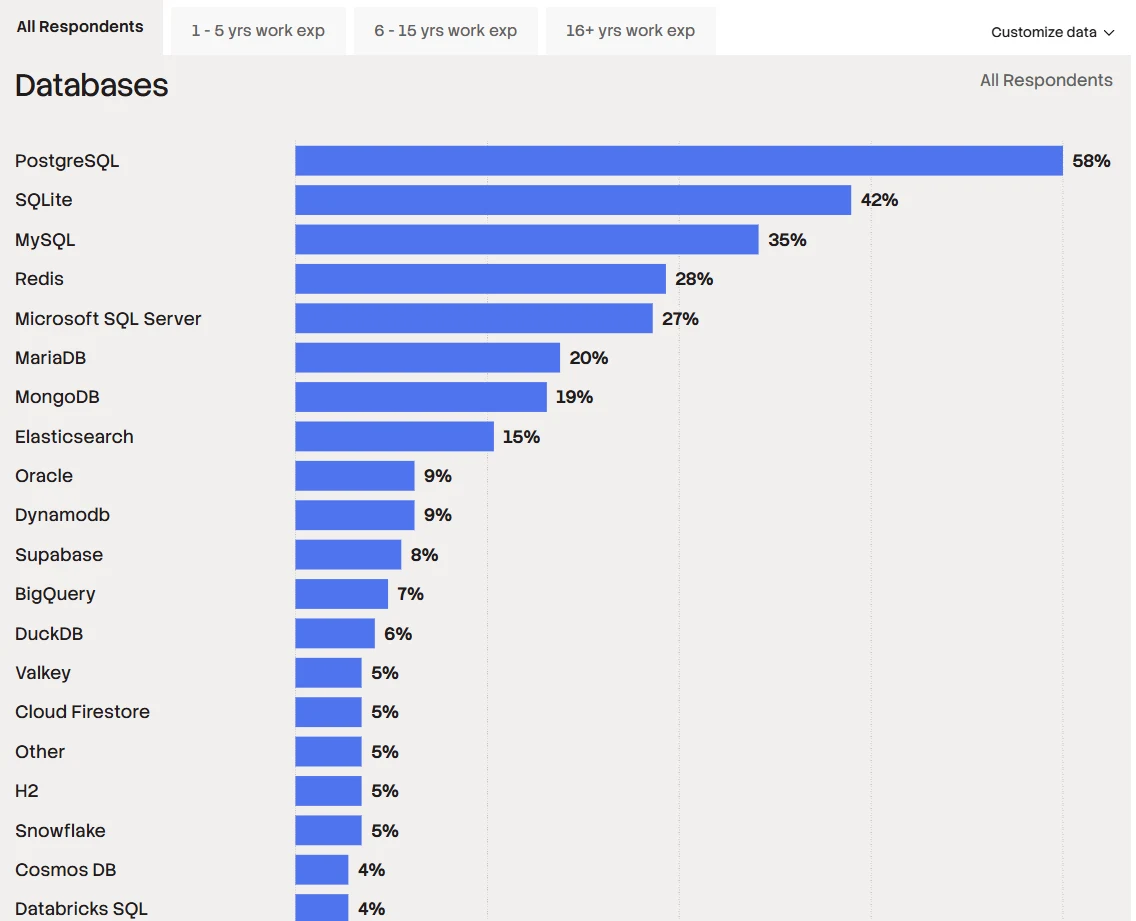 All Respondents
1 - 5 yrs work exp
6 - 15 yrs work exp
16+ yrs work exp
Customize data
Databases
All Respondents
PostgreSQL 58%
SQLite 42%
MySQL 35%
Redis 28%
Microsoft SQL Server 27%
MariaDB 20%
MongoDB 19%
Elasticsearch 15%
Oracle 9%
Dynamodb 9%
Supabase 8%
BigQuery 7%
DuckDB 6%
Valkey 5%
Cloud Firestore 5%
Other 5%
H2 5%
Snowflake 5%
Cosmos DB 4%
Databricks SQL 4%